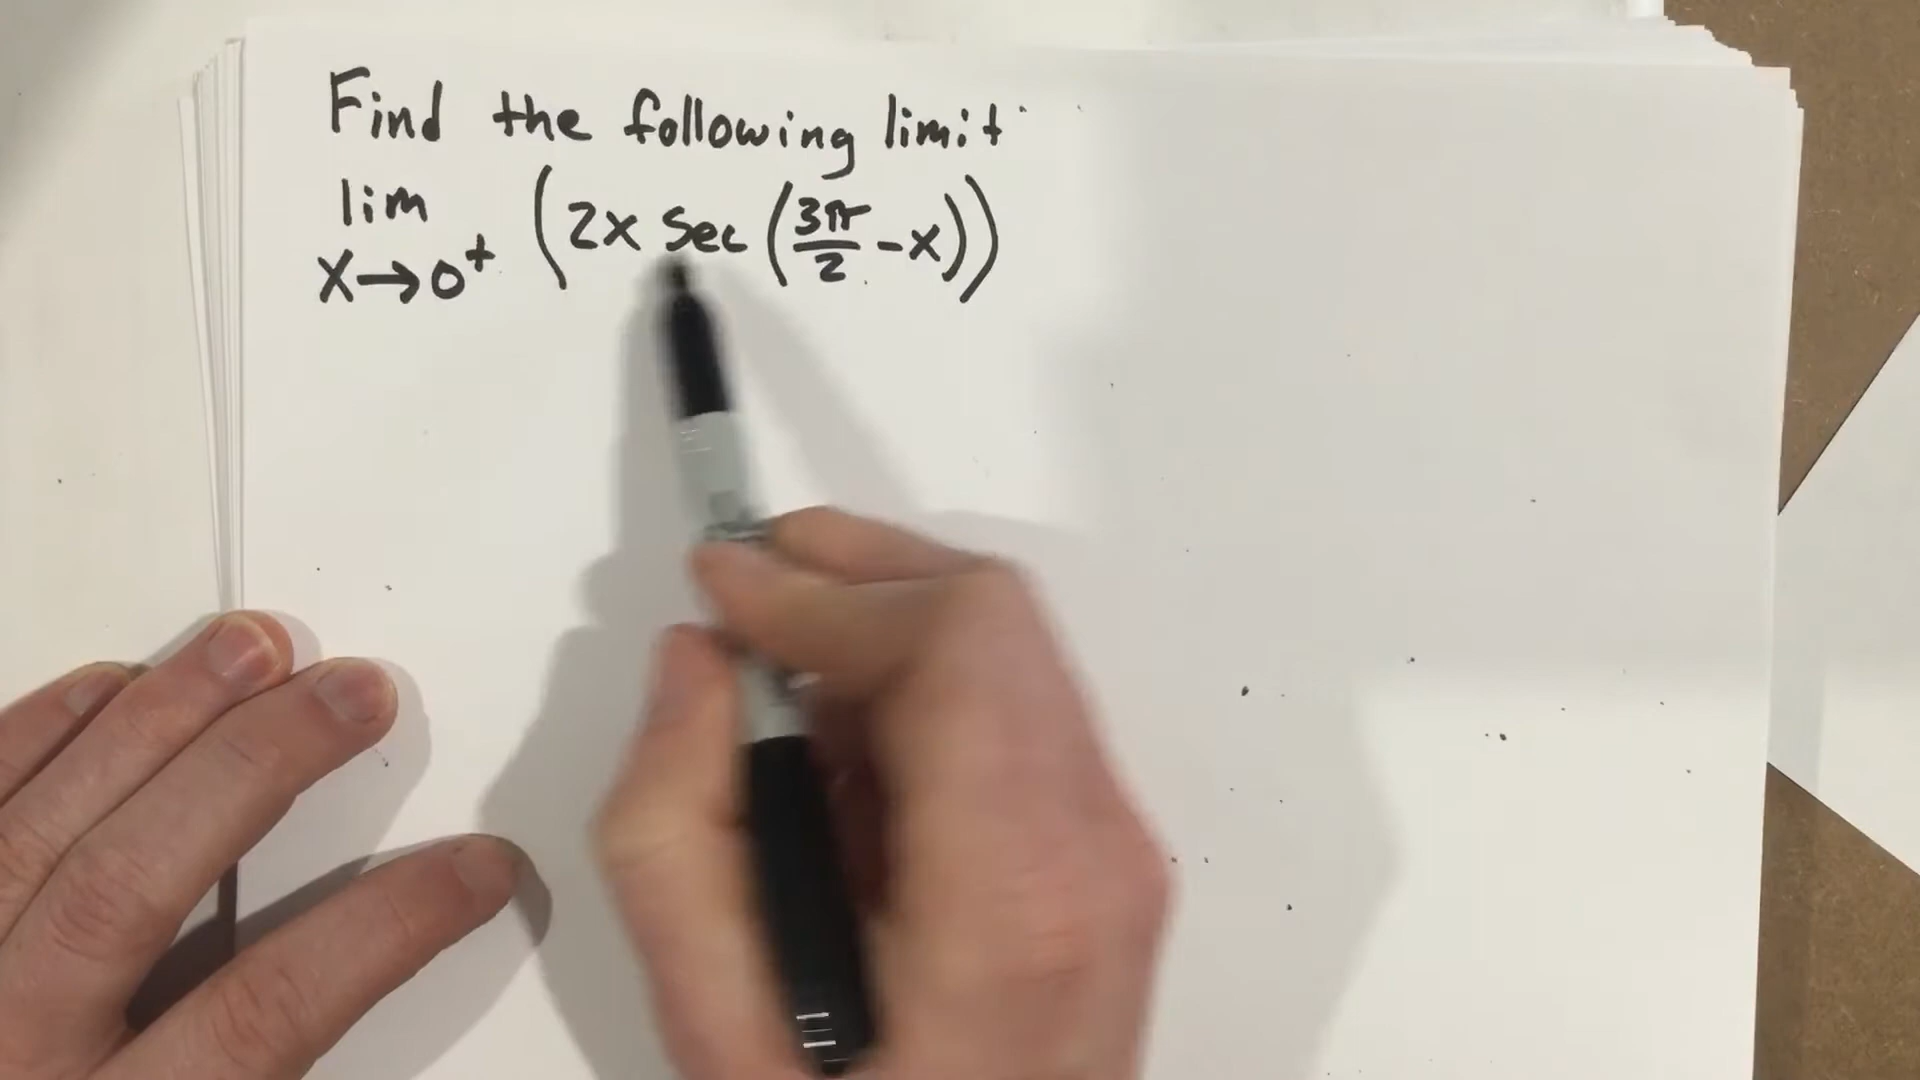 Find the following limit
lim (2x sec(3π/2 - x))
x→0⁺